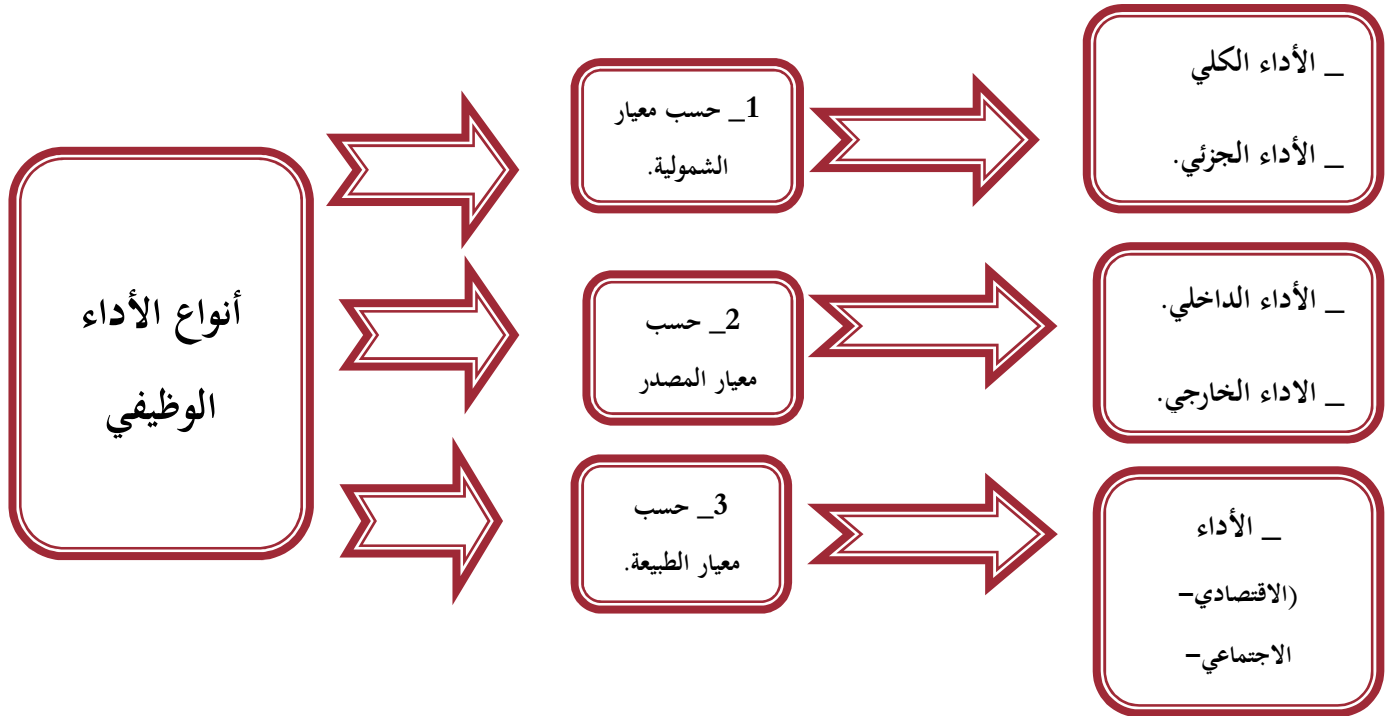 أنواع الأداء
الوظيفي
1_ حسب معيار
الشمولية.
_ الأداء الكلي
_ الأداء الجزئي.
2_ حسب
معيار المصدر
_ الأداء الداخلي.
_ الاداء الخارجي.
3_ حسب
معيار الطبيعة.
_ الأداء
(الاقتصادي–
الاجتماعي–